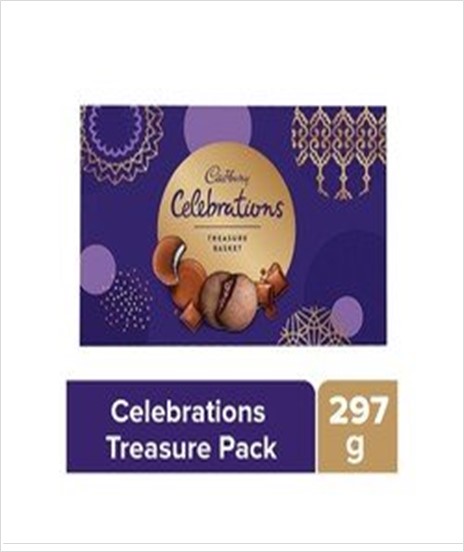 Cadbury
Celebrations
TREASURE
BASKET
Celebrations
Treasure Pack
297
g